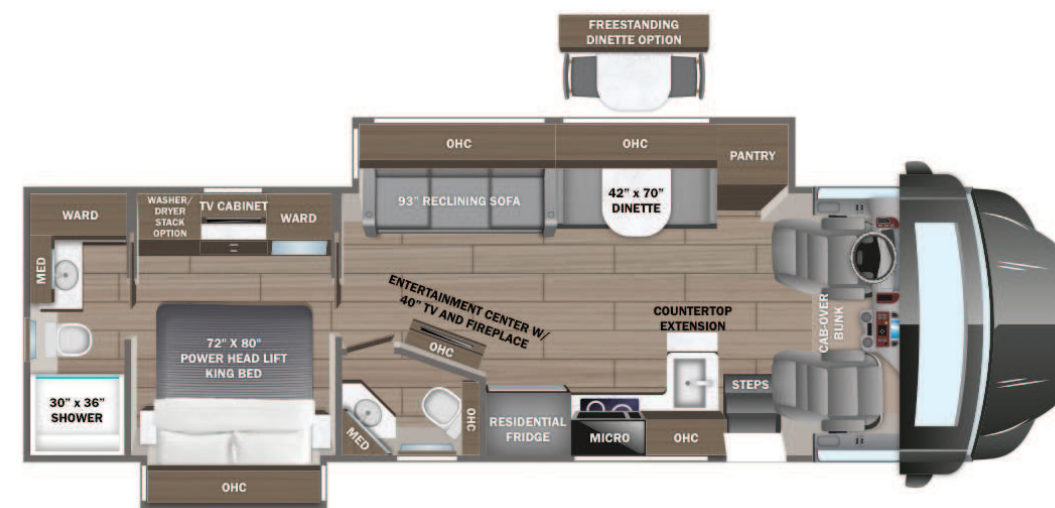 FREESTANDING
DINETTE OPTION
OHC
OHC
PANTRY
93" RECLINING SOFA
42" x 70"
DINETTE
WARD
WASHER/
DRYER
STACK
OPTION
TV CABINET
WARD
MED
ENTERTAINMENT CENTER W/
40" TV AND FIREPLACE
OHC
COUNTERTOP
EXTENSION
CAB-OVER
BUNK
72" X 80"
POWER HEAD LIFT
KING BED
30" x 36"
SHOWER
MED
OHC
RESIDENTIAL
FRIDGE
MICRO
OHC
STEPS
OHC